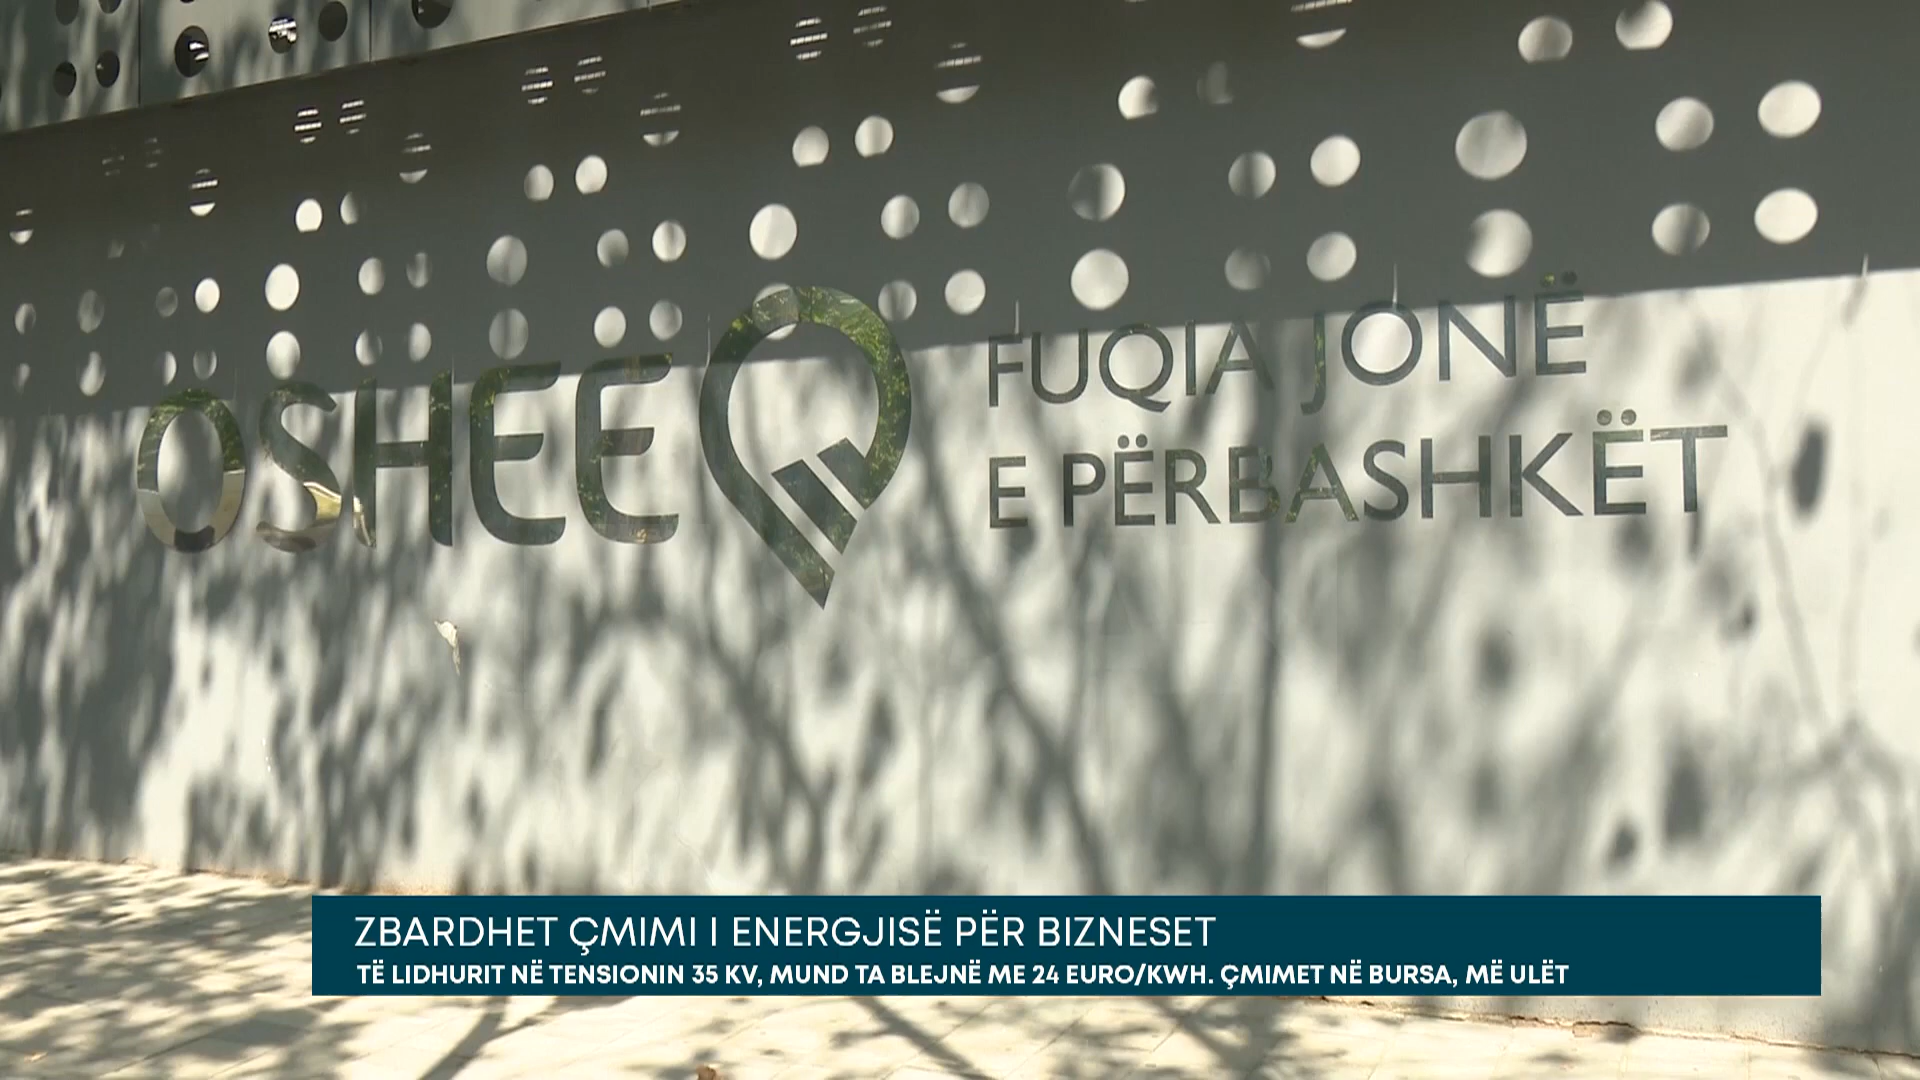 OSHEE
FUQIA JONË
E PËRBASHKËT
ZBARDHET ÇMIMI I ENERGJISË PËR BIZNESET
TË LIDHURIT NË TENSIONIN 35 KV, MUND TA BLEJNË ME 24 EURO/KWH. ÇMIMET NË BURSA, MË ULËT